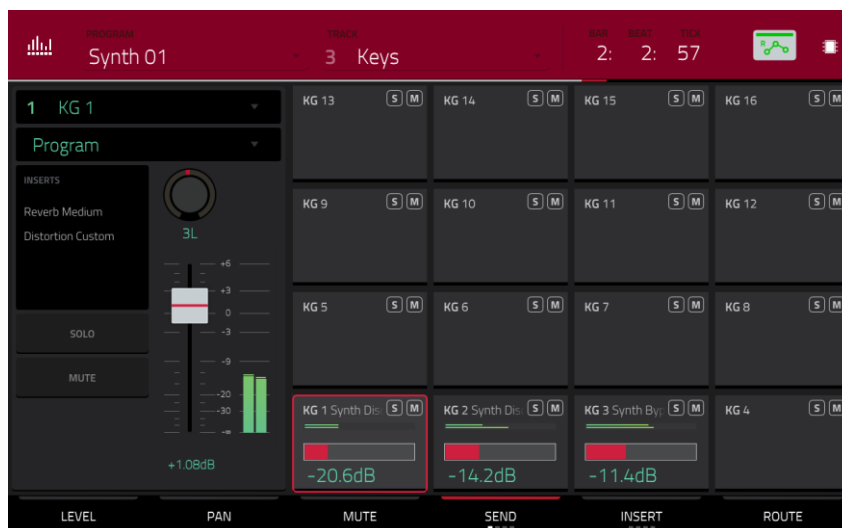 PROGRAM
Synth 01
TRACK
3 Keys
BAR BEAT TICK
2: 2: 57
1 KG 1
Program
INSERTS
Reverb Medium
Distortion Custom
3L
+6
+3
0
-3
-9
-20
-30
-∞
SOLO
MUTE
+1.08dB
KG 13 S M
KG 14 S M
KG 15 S M
KG 16 S M
KG 9 S M
KG 10 S M
KG 11 S M
KG 12 S M
KG 5 S M
KG 6 S M
KG 7 S M
KG 8 S M
KG 1 Synth Dis S M
-20.6dB
KG 2 Synth Dis S M
-14.2dB
KG 3 Synth Byp S M
-11.4dB
KG 4 S M
LEVEL PAN MUTE SEND INSERT ROUTE